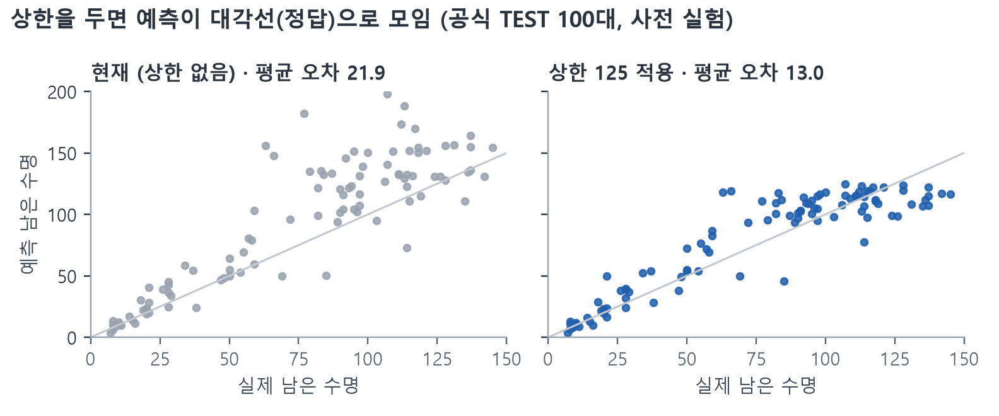 상한을 두면 예측이 대각선(정답)으로 모임 (공식 TEST 100대, 사전 실험)
현재 (상한 없음) · 평균 오차 21.9
예측 남은 수명
200
150
100
50
0
0 25 50 75 100 125 150
실제 남은 수명
상한 125 적용 · 평균 오차 13.0
0 25 50 75 100 125 150
실제 남은 수명